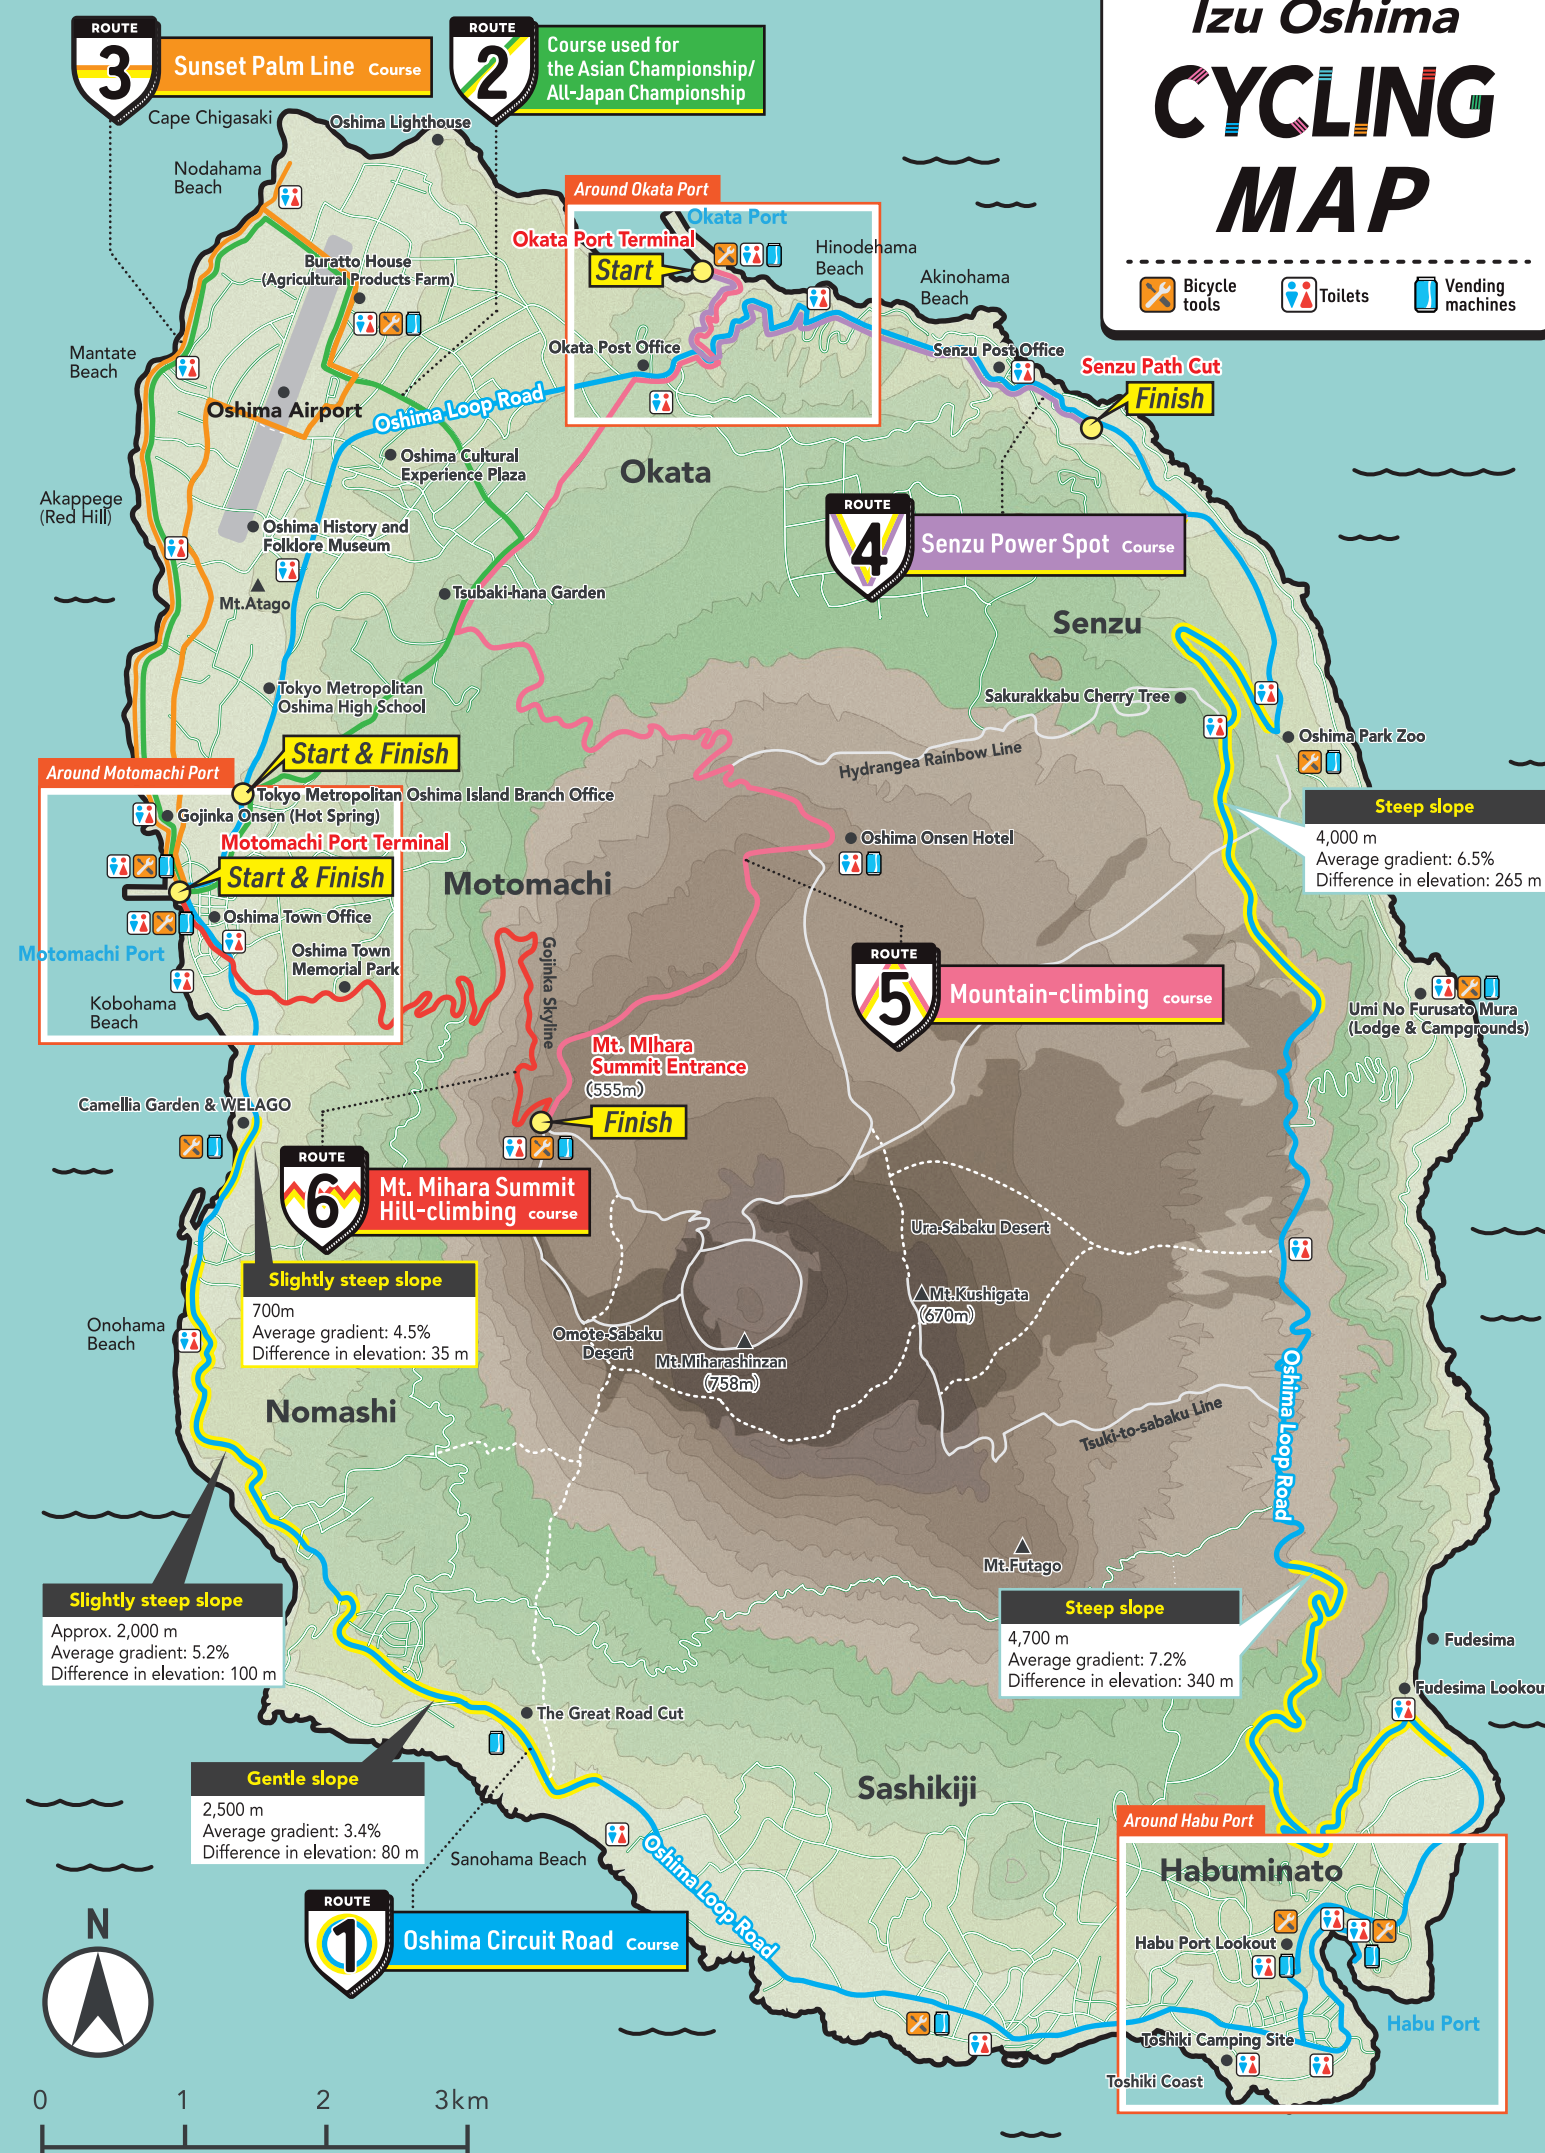 Izu Oshima
CYCLING
MAP
Bicycle
tools
Toilets
Vending
machines
ROUTE
3
Sunset Palm Line Course
ROUTE
2
Course used for
the Asian Championship/
All-Japan Championship
Cape Chigasaki
Oshima Lighthouse
Nodahama
Beach
Around Okata Port
Okata Port
Okata Port Terminal
Start
Hinodehama
Beach
Akinohama
Beach
Buratto House
(Agricultural Products Farm)
Mantate
Beach
Okata Post Office
Senzu Post Office
Senzu Path Cut
Finish
Oshima Airport
Oshima Loop Road
Oshima Cultural
Experience Plaza
Okata
Akappege
(Red Hill)
Oshima History and
Folklore Museum
ROUTE
4
Senzu Power Spot Course
Mt.Atago
Tsubaki-hana Garden
Senzu
Tokyo Metropolitan
Oshima High School
Sakurakkabu Cherry Tree
Oshima Park Zoo
Hydrangea Rainbow Line
Start & Finish
Around Motomachi Port
Tokyo Metropolitan Oshima Island Branch Office
Gojinka Onsen (Hot Spring)
Motomachi Port Terminal
Start & Finish
Oshima Onsen Hotel
Steep slope
4,000 m
Average gradient: 6.5%
Difference in elevation: 265 m
Motomachi
Oshima Town Office
Motomachi Port
Oshima Town
Memorial Park
Gojinka Skyline
Kobohama
Beach
ROUTE
5
Mountain-climbing course
Umi No Furusato Mura
(Lodge & Campgrounds)
Mt. MIhara
Summit Entrance
(555m)
Finish
Camellia Garden & WELAGO
ROUTE
6
Mt. Mihara Summit
Hill-climbing course
Ura-Sabaku Desert
Slightly steep slope
700m
Average gradient: 4.5%
Difference in elevation: 35 m
Mt.Kushigata
(670m)
Onohama
Beach
Omote-Sabaku
Desert
Mt.Miharashinzan
(758m)
Oshima Loop Road
Nomashi
Tsuki-to-sabaku Line
Mt.Futago
Slightly steep slope
Approx. 2,000 m
Average gradient: 5.2%
Difference in elevation: 100 m
Steep slope
4,700 m
Average gradient: 7.2%
Difference in elevation: 340 m
Fudesima
Fudesima Lookou
The Great Road Cut
Gentle slope
2,500 m
Average gradient: 3.4%
Difference in elevation: 80 m
Sashikiji
Around Habu Port
Sanohama Beach
Oshima Loop Road
Habuminato
ROUTE
1
Oshima Circuit Road Course
Habu Port Lookout
N
Habu Port
Toshiki Camping Site
Toshiki Coast
0 1 2 3km